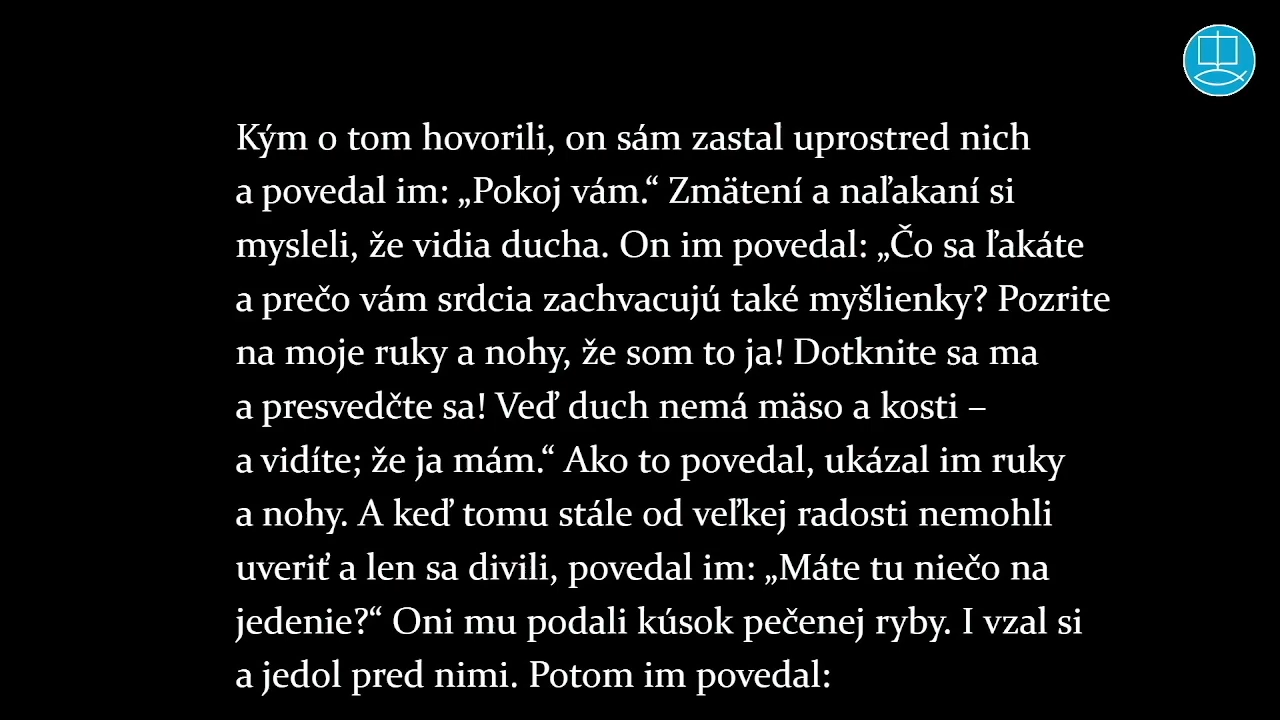 Kým o tom hovorili, on sám zastal uprostred nich
a povedal im: „Pokoj vám.“ Zmätení a naľakaní si
mysleli, že vidia ducha. On im povedal: „Čo sa ľakáte
a prečo vám srdcia zachvacujú také myšlienky? Pozrite
na moje ruky a nohy, že som to ja! Dotknite sa ma
a presvedčte sa! Veď duch nemá mäso a kosti –
a vidíte; že ja mám.“ Ako to povedal, ukázal im ruky
a nohy. A keď tomu stále od veľkej radosti nemohli
uveriť a len sa divili, povedal im: „Máte tu niečo na
jedenie?“ Oni mu podali kúsok pečenej ryby. I vzal si
a jedol pred nimi. Potom im povedal: